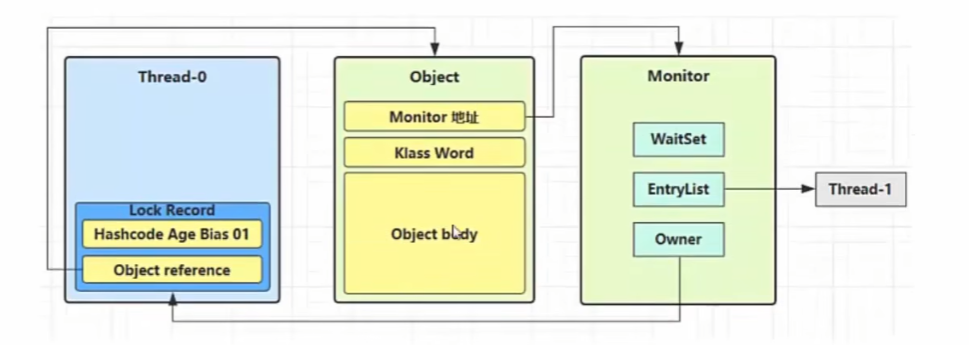 Thread-0
Lock Record
Hashcode Age Bias 01
Object reference
Object
Monitor 地址
Klass Word
Object body
Monitor
WaitSet
EntryList
Owner
Thread-1